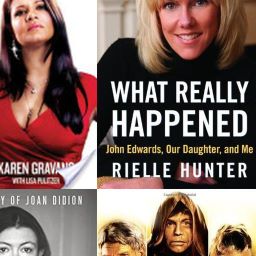 KAREN GRAVANO
WITH LISA PULITZER
WHAT REALLY
HAPPENED
John Edwards, Our Daughter, and Me
RIELLE HUNTER
Y OF JOAN DIDION